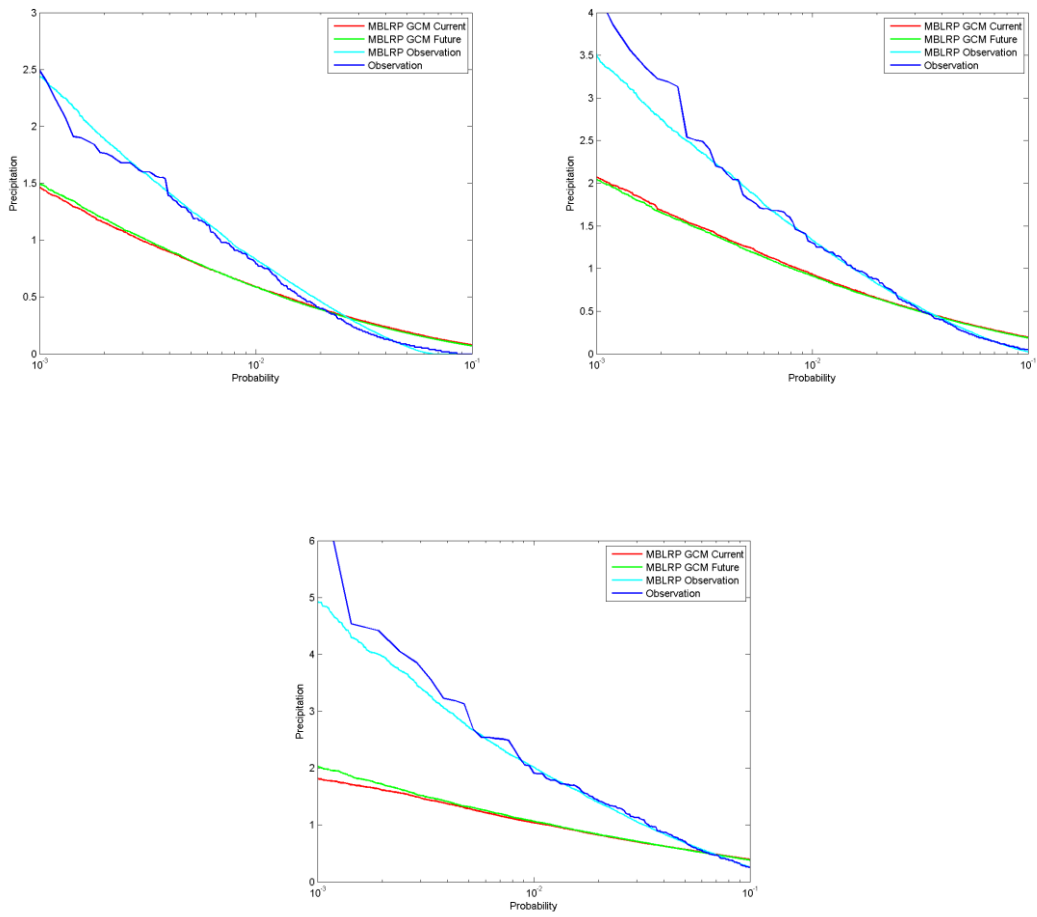 3
2.5
2
1.5
1
0.5
0
Precipitation
10-3
10-2
10-1
Probability
MBLRP GCM Current
MBLRP GCM Future
MBLRP Observation
Observation
4
3.5
3
2.5
2
1.5
1
0.5
0
Precipitation
10-3
10-2
10-1
Probability
MBLRP GCM Current
MBLRP GCM Future
MBLRP Observation
Observation
6
5
4
3
2
1
0
Precipitation
10-3
10-2
10-1
Probability
MBLRP GCM Current
MBLRP GCM Future
MBLRP Observation
Observation